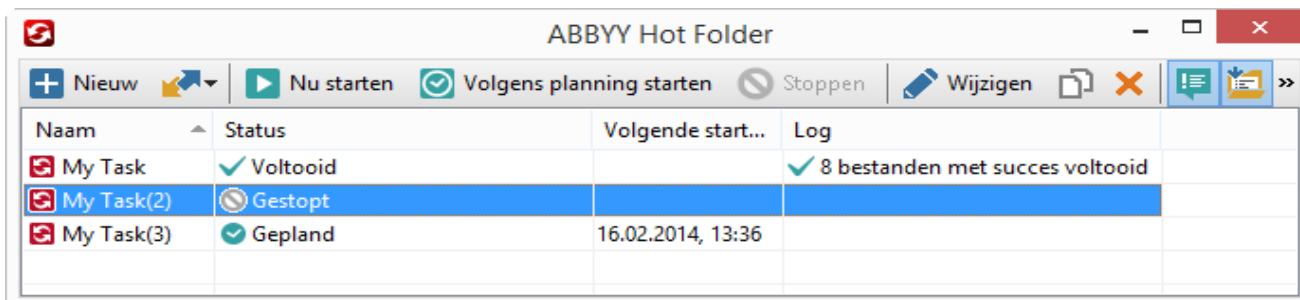 ABBYY Hot Folder
Nieuw Nu starten Volgens planning starten Stoppen Wijzigen »
Naam Status Volgende start... Log
My Task Voltooid 8 bestanden met succes voltooid
My Task(2) Gestopt
My Task(3) Gepland 16.02.2014, 13:36